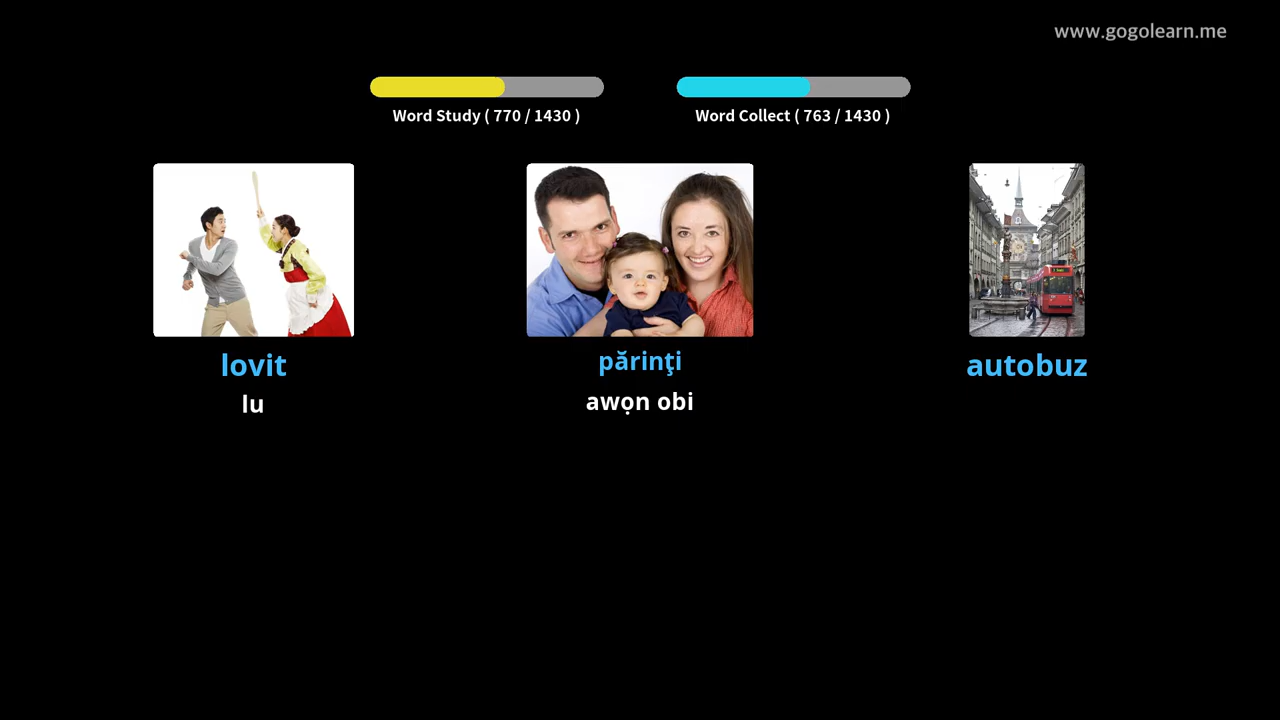 www.gogolearn.me
Word Study ( 770 / 1430 )
Word Collect ( 763 / 1430 )
lovit
lu
părinţi
awọn obi
autobuz